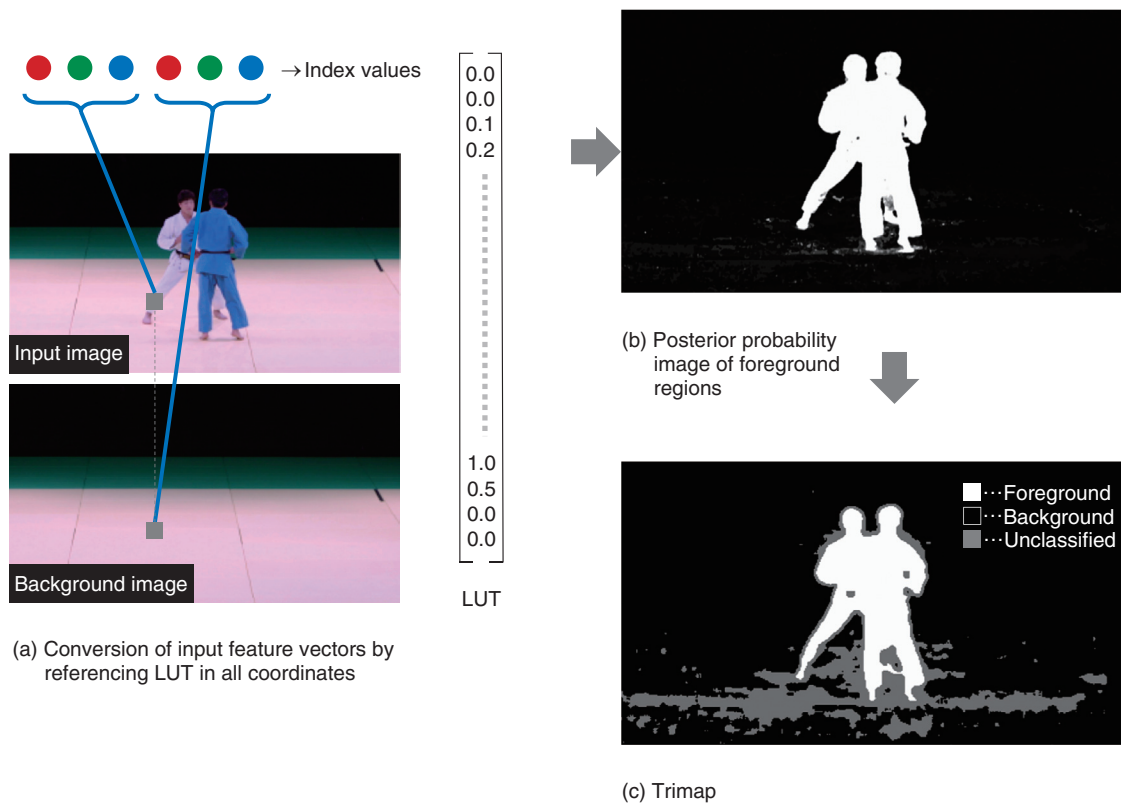 →Index values
Input image
Background image
(a) Conversion of input feature vectors by
referencing LUT in all coordinates
0.0
0.0
0.1
0.2
1.0
0.5
0.0
0.0
LUT
(b) Posterior probability
image of foreground
regions
···Foreground
···Background
···Unclassified
(c) Trimap